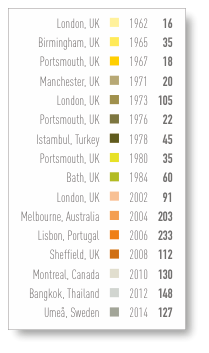 London, UK 1962 16
Birmingham, UK 1965 35
Portsmouth, UK 1967 18
Manchester, UK 1971 20
London, UK 1973 105
Portsmouth, UK 1976 22
Istambul, Turkey 1978 45
Portsmouth, UK 1980 35
Bath, UK 1984 60
London, UK 2002 91
Melbourne, Australia 2004 203
Lisbon, Portugal 2006 233
Sheffield, UK 2008 112
Montreal, Canada 2010 130
Bangkok, Thailand 2012 148
Umeå, Sweden 2014 127